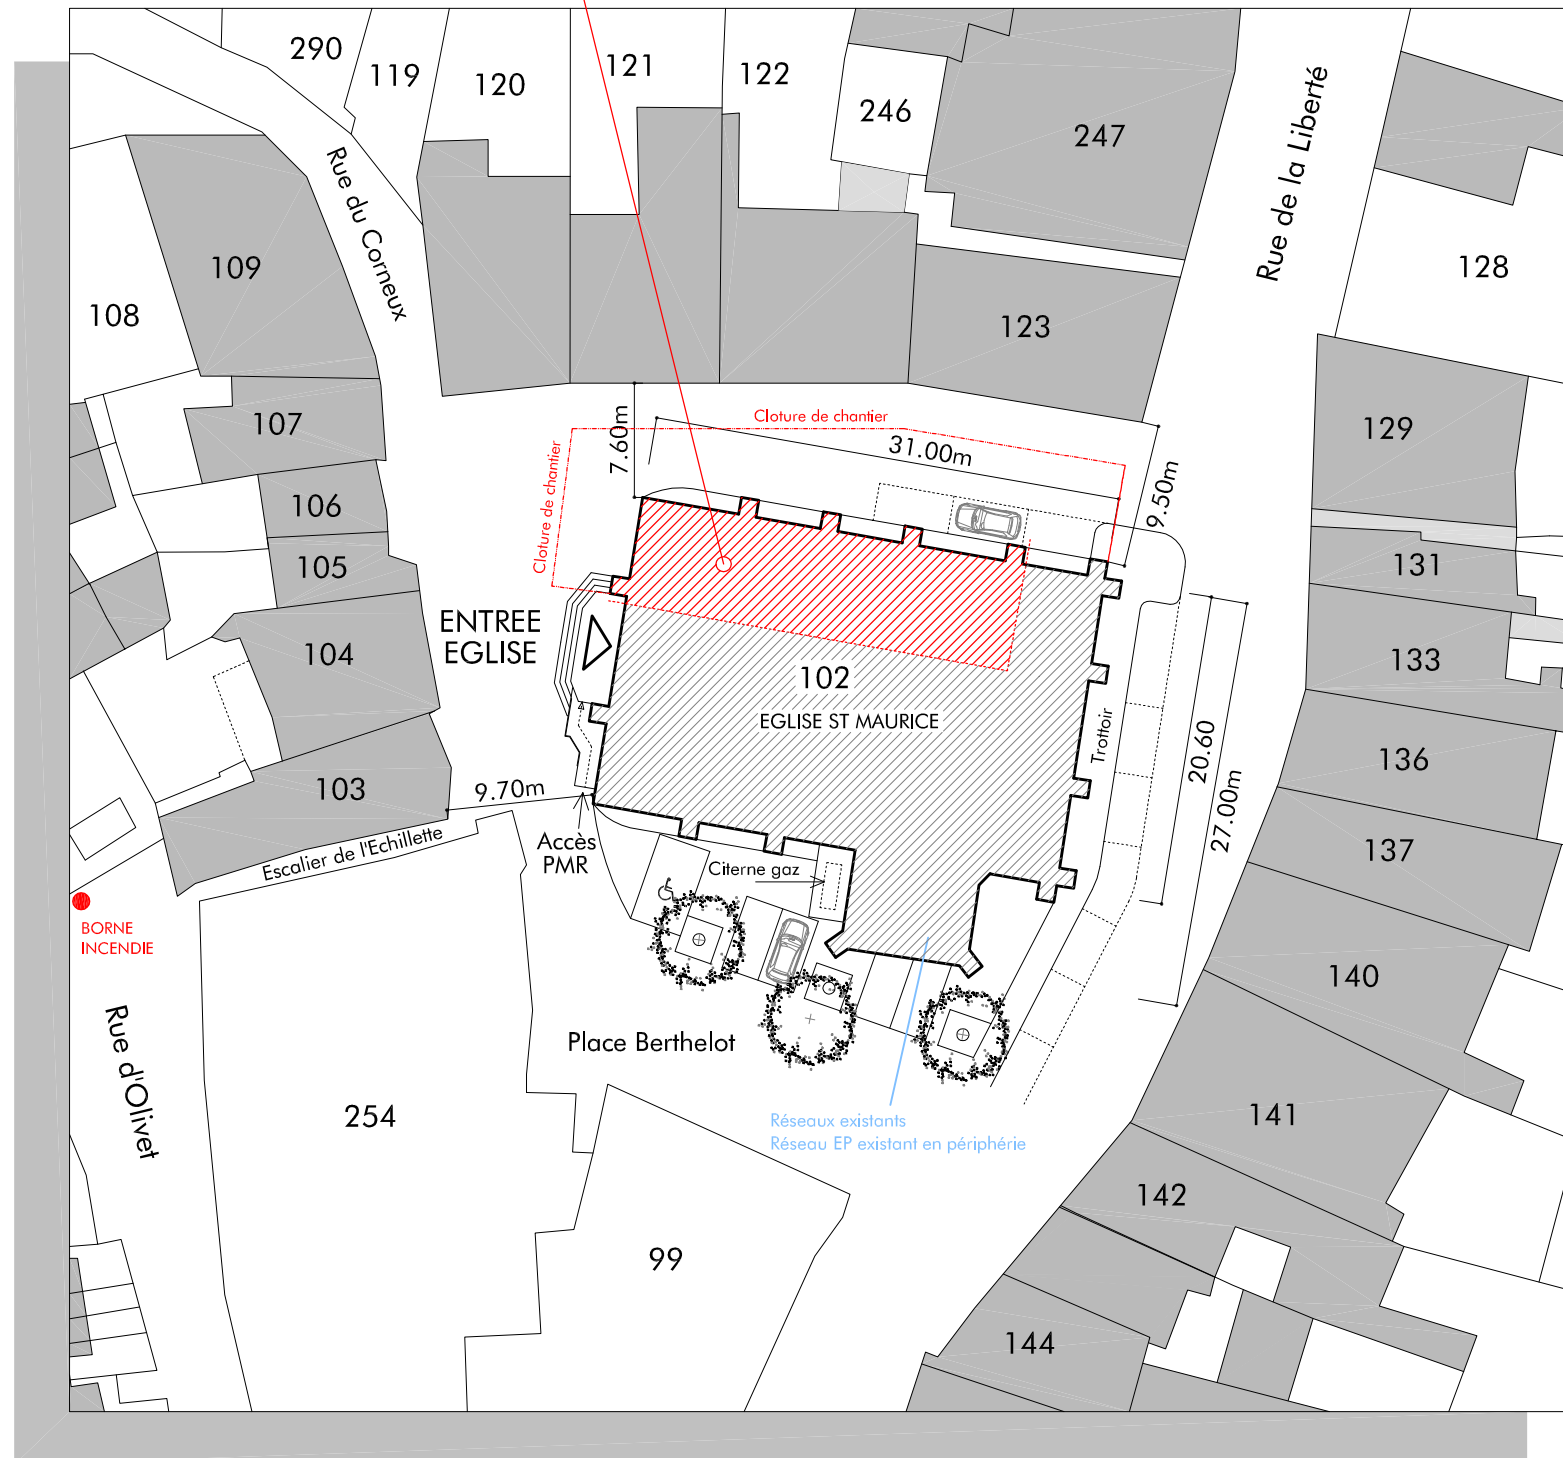 290
119
120
121
122
246
247
Rue de la Liberté
Rue du Corneux
109
108
128
123
107
129
Cloture de chantier
31.00m
7.60m
9.50m
Cloture de chantier
106
105
131
ENTREE
EGLISE
104
102
133
EGLISE ST MAURICE
Trottoir
20.60
27.00m
136
103
9.70m
Escalier de l'Echillette
Accès
PMR
Citerne gaz
137
BORNE
INCENDIE
140
Rue d'Olivet
Place Berthelot
254
Réseaux existants
Réseau EP existant en périphérie
141
142
99
144